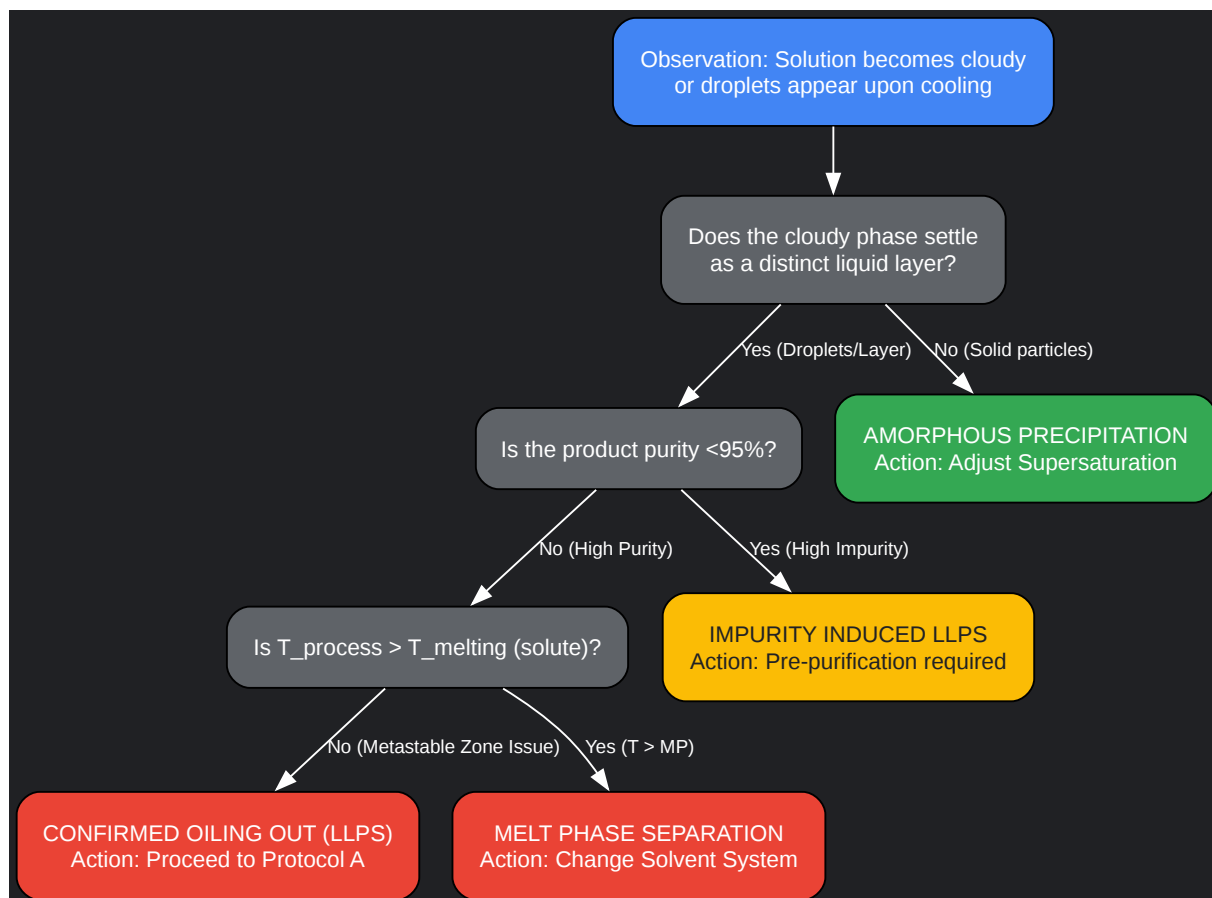 Observation: Solution becomes cloudy
or droplets appear upon cooling
Does the cloudy phase settle
as a distinct liquid layer?
Yes (Droplets/Layer)
No (Solid particles)
Is the product purity <95%?
AMORPHOUS PRECIPITATION
Action: Adjust Supersaturation
No (High Purity)
Yes (High Impurity)
Is T_process > T_melting (solute)?
IMPURITY INDUCED LLPS
Action: Pre-purification required
No (Metastable Zone Issue)
Yes (T > MP)
CONFIRMED OILING OUT (LLPS)
Action: Proceed to Protocol A
MELT PHASE SEPARATION
Action: Change Solvent System